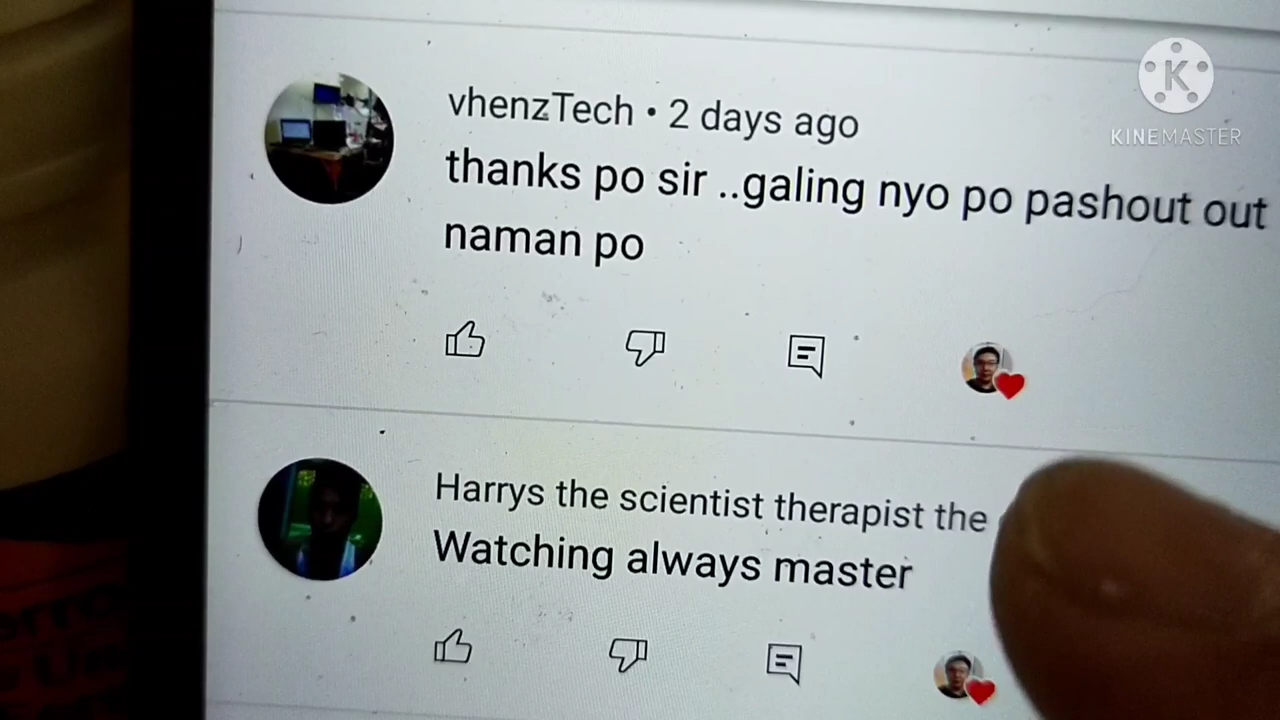 KINEMASTER
vhenzTech • 2 days ago
thanks po sir ..galing nyo po pashout out
naman po
Harrys the scientist therapist the
Watching always master